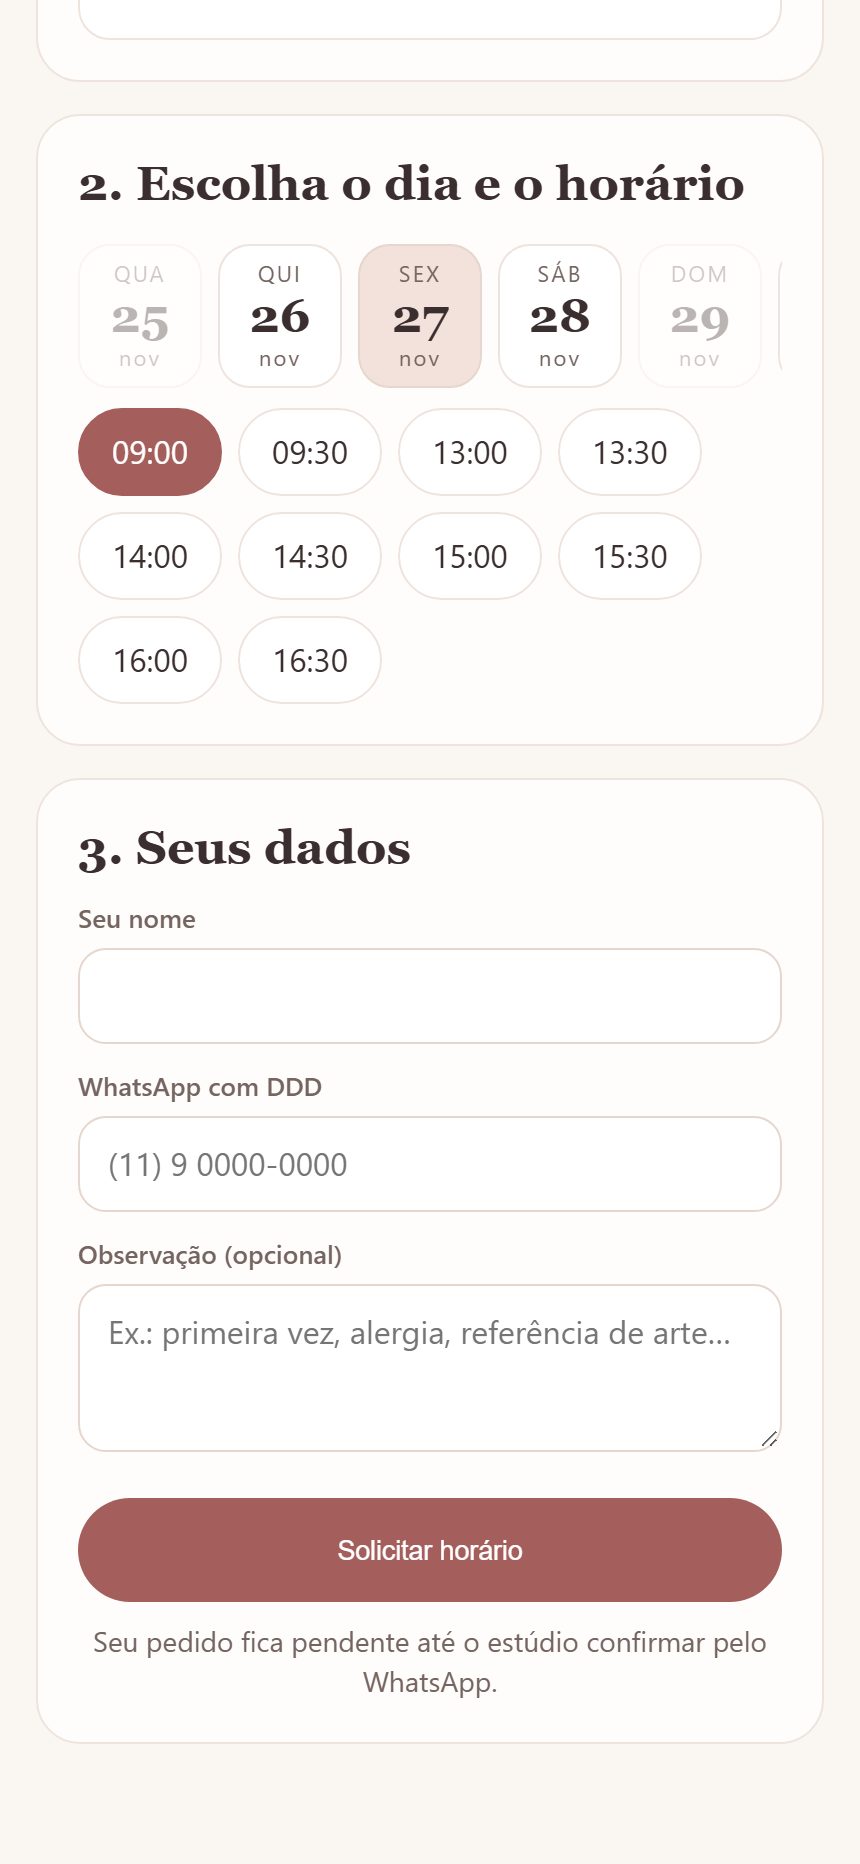 2. Escolha o dia e o horário
QUA QUI SEX SÁB DOM
25 26 27 28 29
nov nov nov nov nov
09:00 09:30 13:00 13:30
14:00 14:30 15:00 15:30
16:00 16:30
3. Seus dados
Seu nome
WhatsApp com DDD
(11) 9 0000-0000
Observação (opcional)
Ex.: primeira vez, alergia, referência de arte...
Solicitar horário
Seu pedido fica pendente até o estúdio confirmar pelo
WhatsApp.